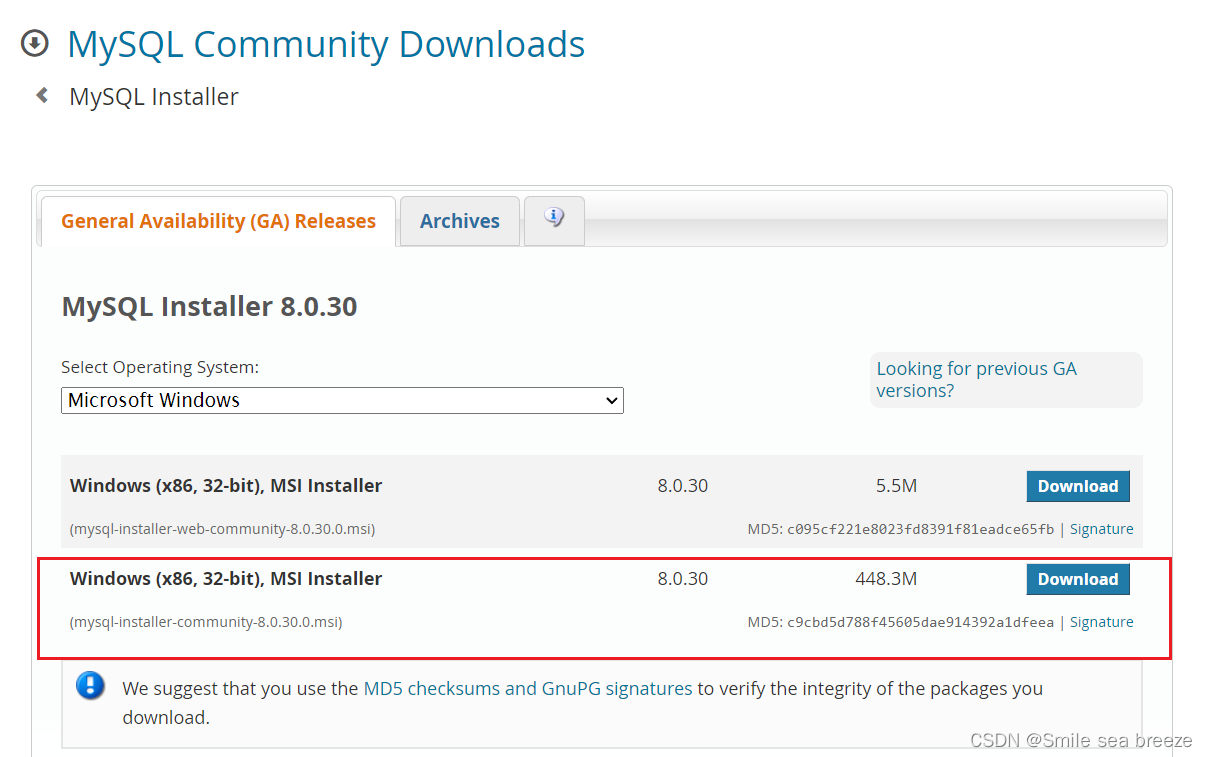 MySQL Community Downloads
MySQL Installer
General Availability (GA) Releases Archives
MySQL Installer 8.0.30
Select Operating System:
Looking for previous GA
versions?
Microsoft Windows
Windows (x86, 32-bit), MSI Installer 8.0.30 5.5M Download
(mysql-installer-web-community-8.0.30.0.msi) MD5: c095cf221e8023fd8391f81eadce65fb | Signature
Windows (x86, 32-bit), MSI Installer 8.0.30 448.3M Download
(mysql-installer-community-8.0.30.0.msi) MD5: c9cbd5d788f45605dae914392a1dfeea | Signature
We suggest that you use the MD5 checksums and GnuPG signatures to verify the integrity of the packages you
download.
CSDN @Smile sea breeze